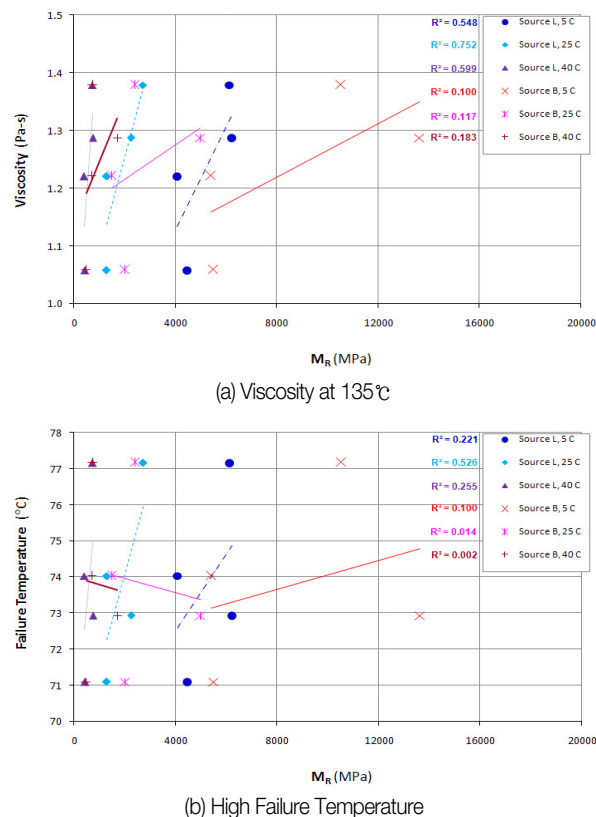 1.5
1.4
1.3
1.2
1.1
1.0
Viscosity (Pa-s)
R² = 0.548
R² = 0.752
R² = 0.599
R² = 0.100
R² = 0.117
R² = 0.183
Source L, 5 C
Source L, 25 C
Source L, 40 C
Source B, 5 C
Source B, 25 C
Source B, 40 C
0
4000
8000
12000
16000
20000
MR (MPa)
(a) Viscosity at 135℃
78
77
76
75
74
73
72
71
70
Failure Temperature (°C)
R² = 0.221
R² = 0.526
R² = 0.255
R² = 0.100
R² = 0.014
R² = 0.002
Source L, 5 C
Source L, 25 C
Source L, 40 C
Source B, 5 C
Source B, 25 C
Source B, 40 C
0
4000
8000
12000
16000
20000
MR (MPa)
(b) High Failure Temperature